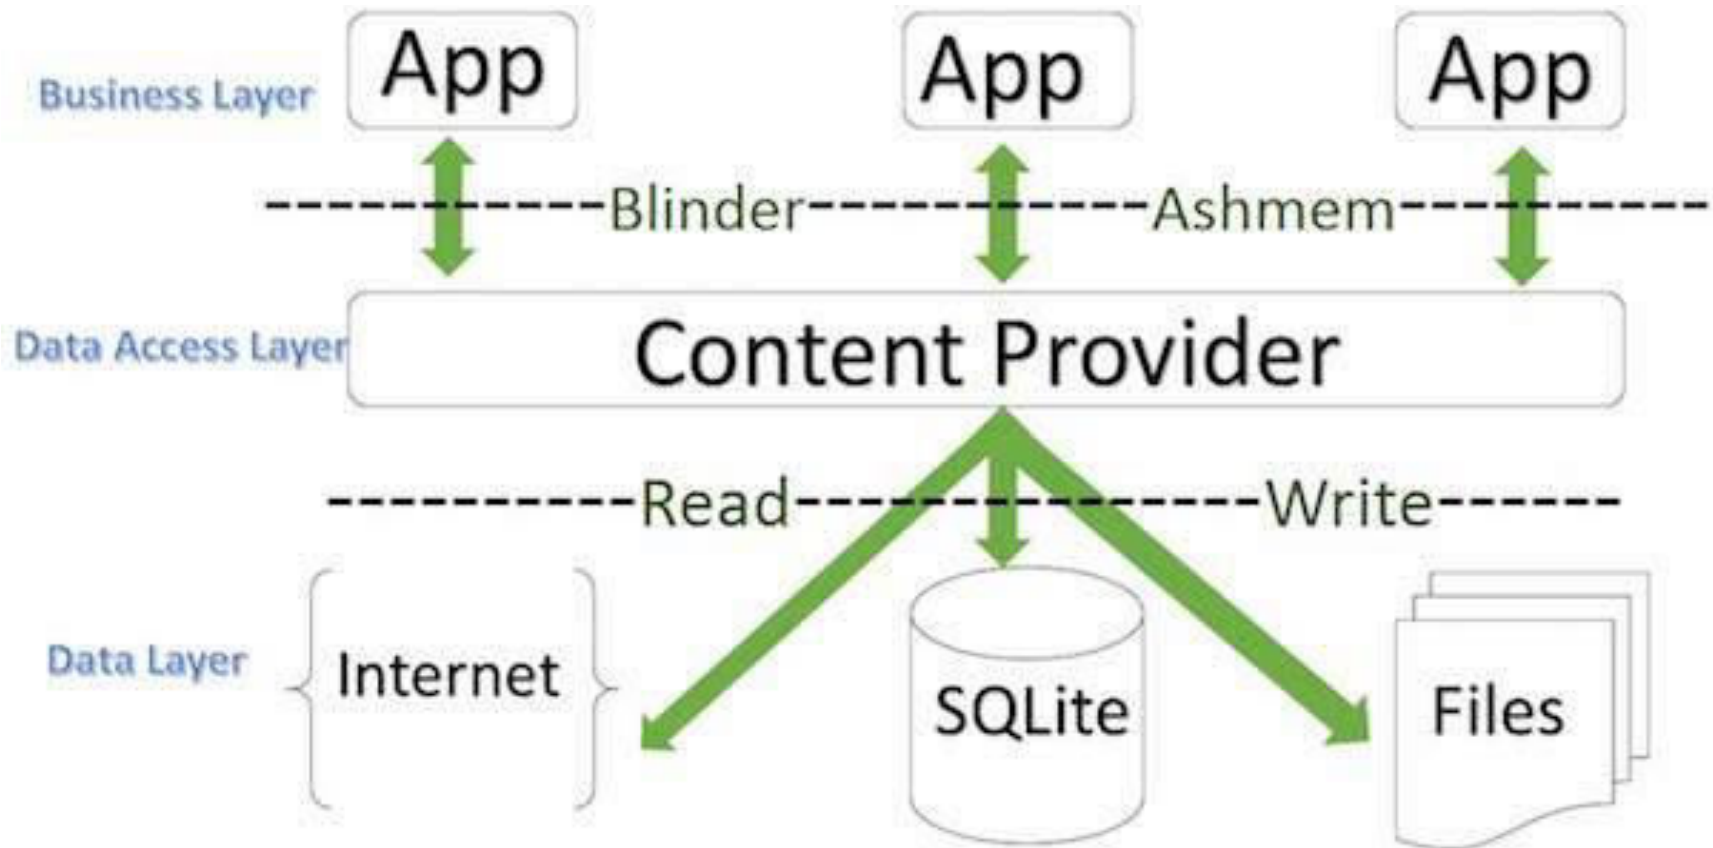 App App App
Business Layer
Blinder Ashmem
Data Access Layer Content Provider
Read Write
Data Layer Internet SQLite Files